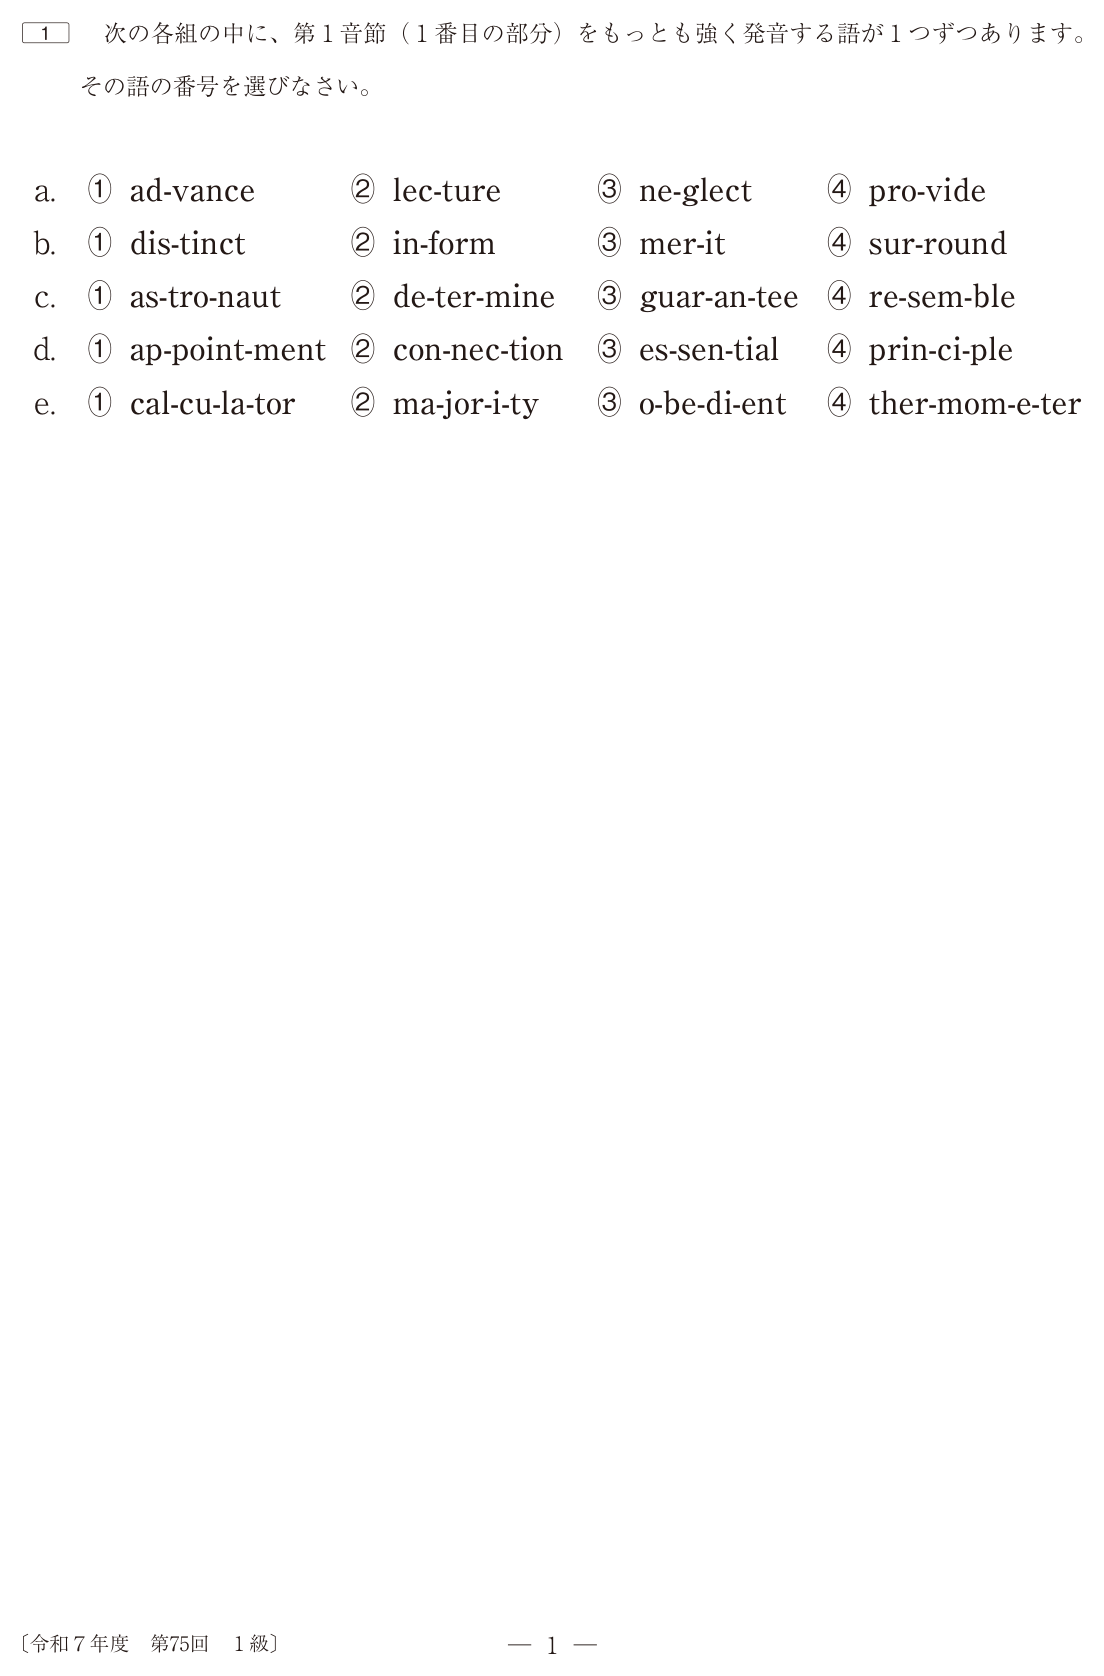 1 次の各組の中に、第１音節（１番目の部分）をもっとも強く発音する語が１つずつあります。
その語の番号を選びなさい。
a. ① ad-vance ② lec-ture ③ ne-glect ④ pro-vide
b. ① dis-tinct ② in-form ③ mer-it ④ sur-round
c. ① as-tro-naut ② de-ter-mine ③ guar-an-tee ④ re-sem-ble
d. ① ap-point-ment ② con-nec-tion ③ es-sen-tial ④ prin-ci-ple
e. ① cal-cu-la-tor ② ma-jor-i-ty ③ o-be-di-ent ④ ther-mom-e-ter
〔令和７年度　第75回　１級〕 — 1 —